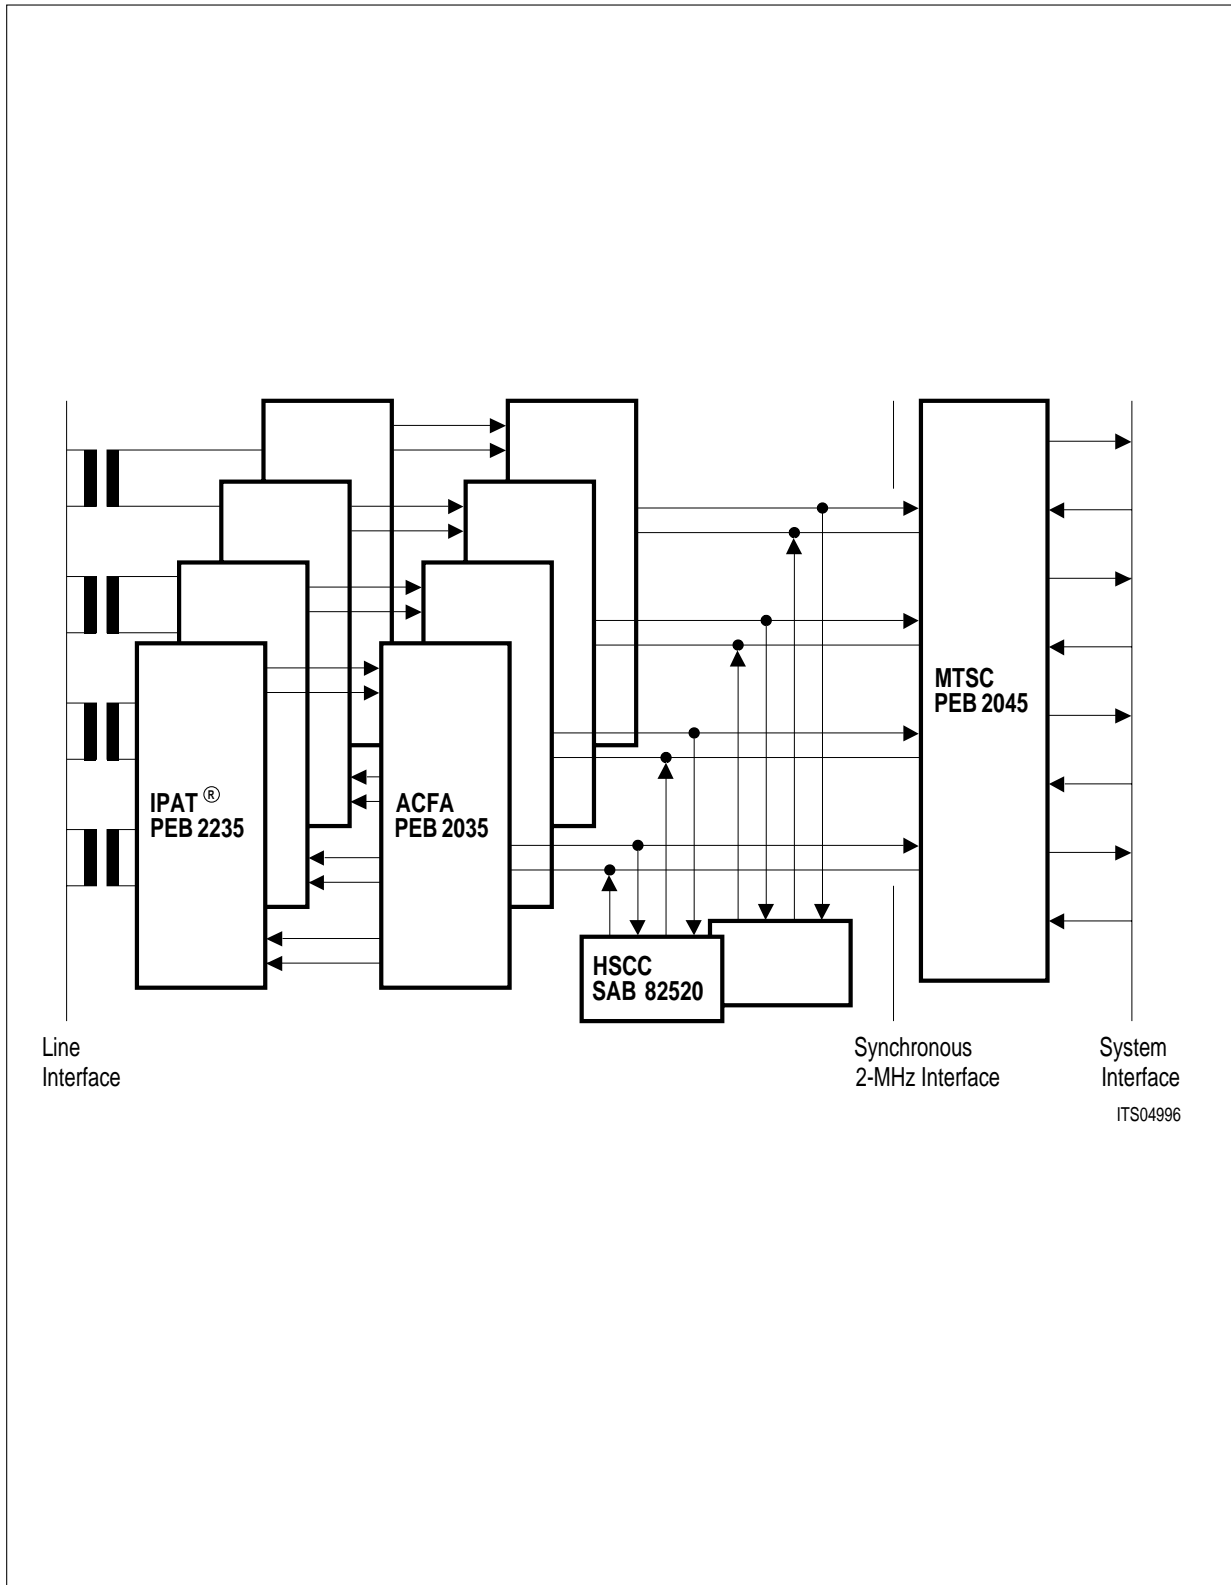 IPAT ®
PEB 2235
ACFA
PEB 2035
MTSC
PEB 2045
HSCC
SAB 82520
Line
Interface
Synchronous
2-MHz Interface
System
Interface
ITS04996